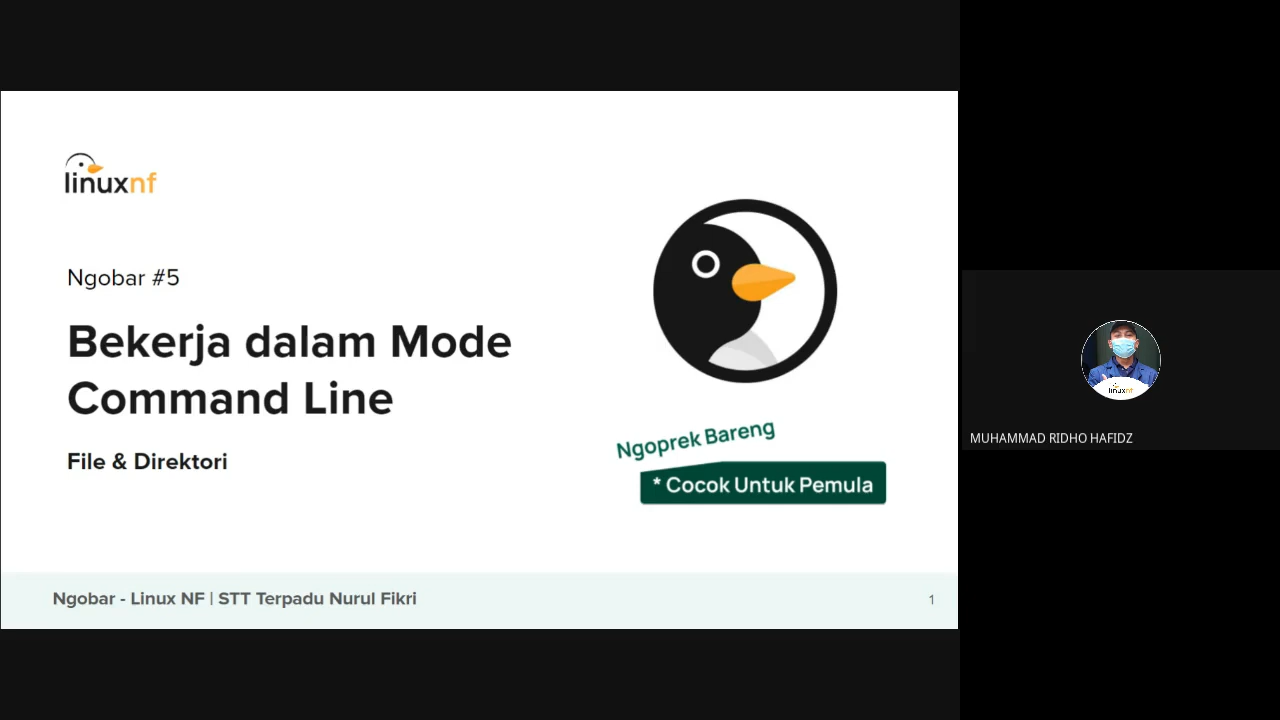 linuxnf
Ngobar #5
Bekerja dalam Mode
Command Line
File & Direktori
Ngoprek Bareng
* Cocok Untuk Pemula
Ngobar - Linux NF | STT Terpadu Nurul Fikri
1
linuxnf
MUHAMMAD RIDHO HAFIDZ